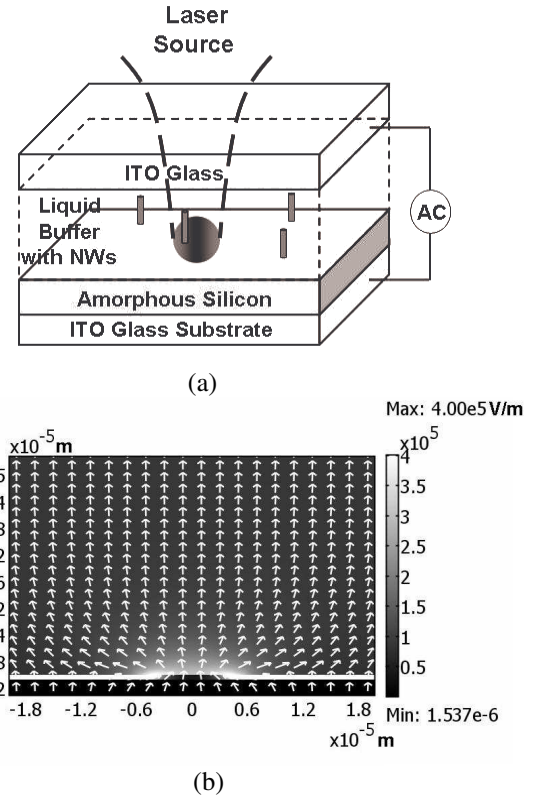 Laser
Source
ITO Glass
Liquid
Buffer
with NWs
AC
Amorphous Silicon
ITO Glass Substrate
(a)
Max: 4.00e5 V/m
x10⁻⁵ m
x10⁵
4
3.5
3
2.5
2
1.5
1
0.5
-1.8 -1.2 -0.6 0 0.6 1.2 1.8
Min: 1.537e-6
x10⁻⁵ m
(b)